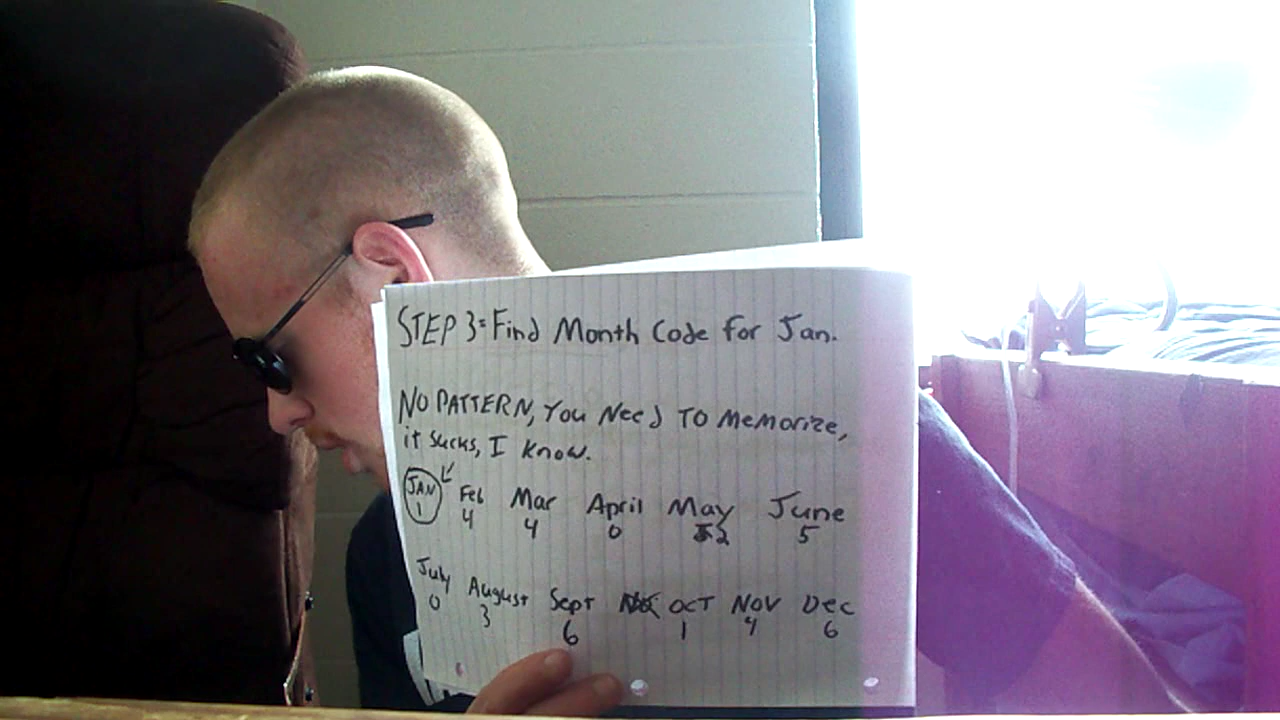 STEP 3: Find Month Code for Jan.
NO PATTERN, You Need To Memorize,
it sucks, I know.
JAN Feb Mar April May June
1 4 4 0 2 5
July August Sept OCT NOV Dec
0 3 6 1 4 6